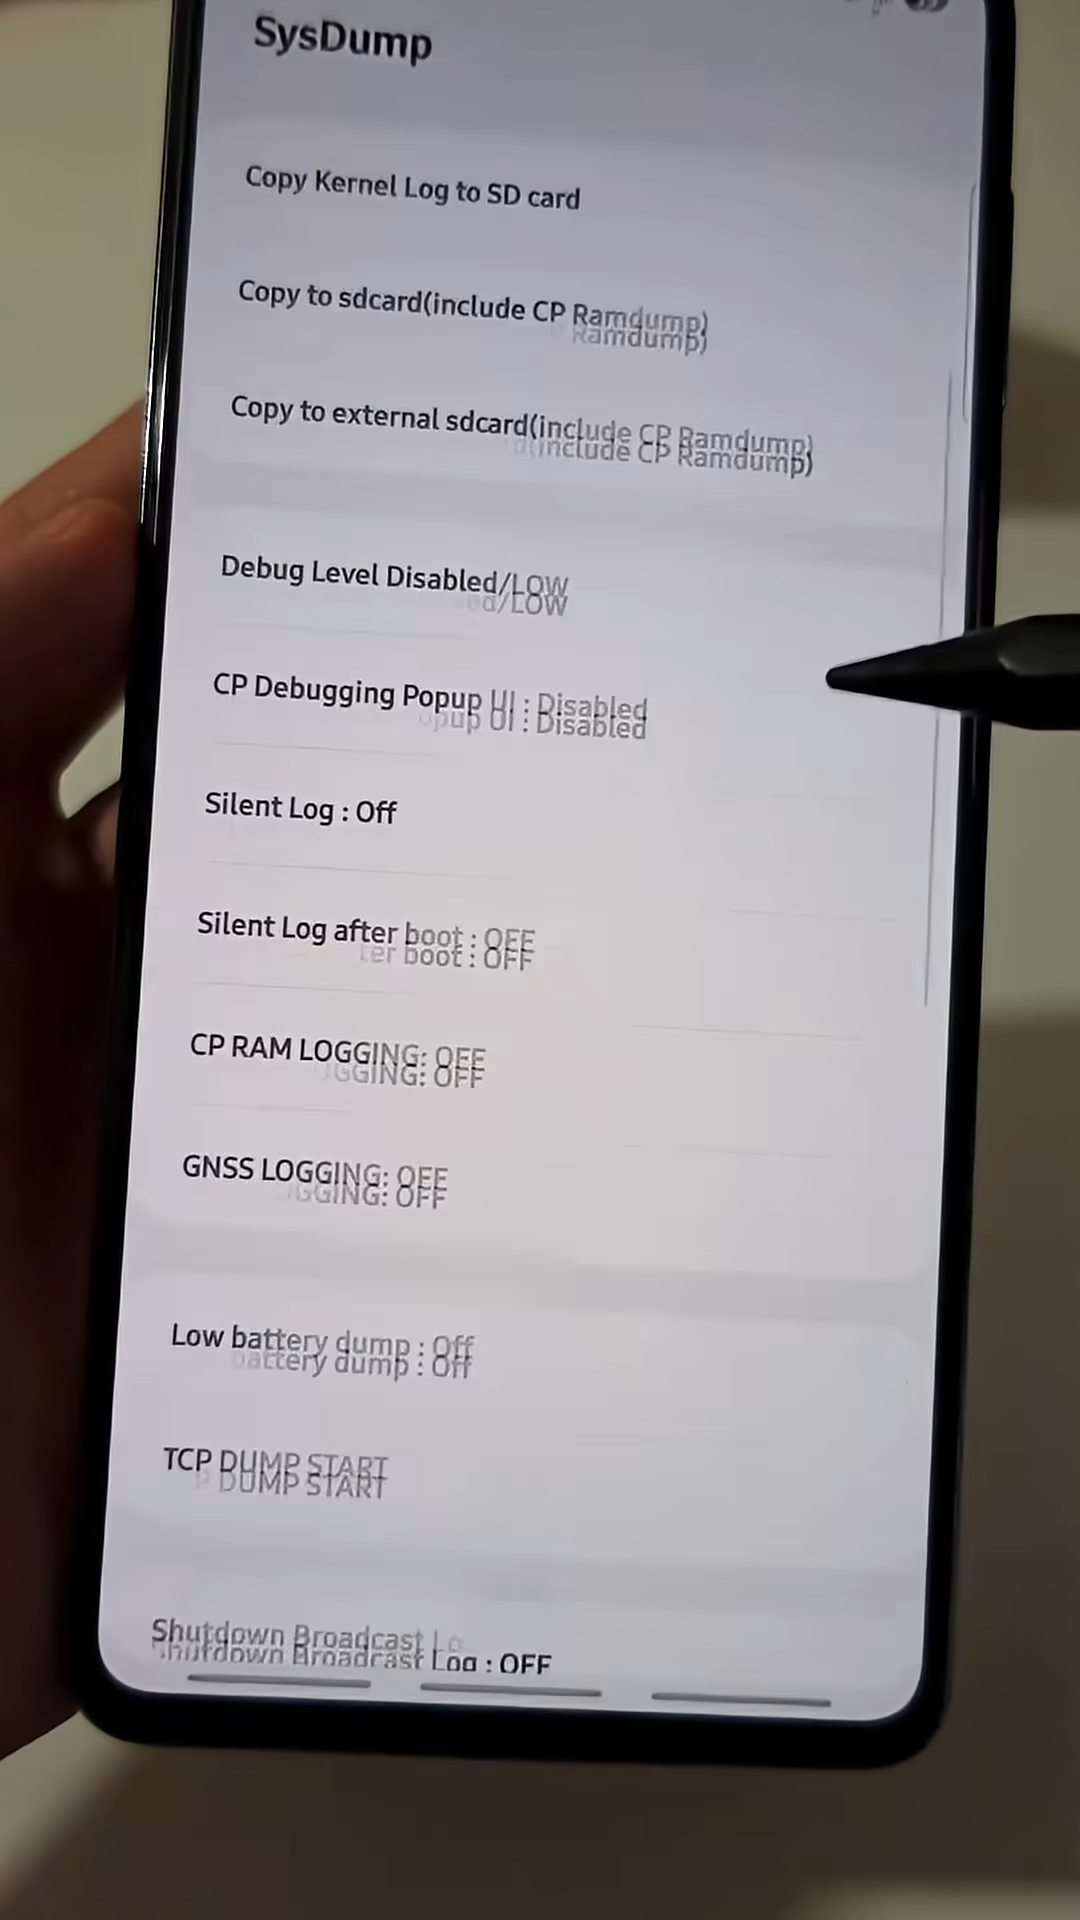 SysDump
Copy Kernel Log to SD card
Copy to sdcard(include CP Ramdump)
Copy to external sdcard(include CP Ramdump)
Debug Level Disabled/LOW
CP Debugging Popup UI : Disabled
Silent Log : Off
Silent Log after boot : OFF
CP RAM LOGGING: OFF
GNSS LOGGING: OFF
Low battery dump : Off
TCP DUMP START
Shutdown Broadcast Log : OFF